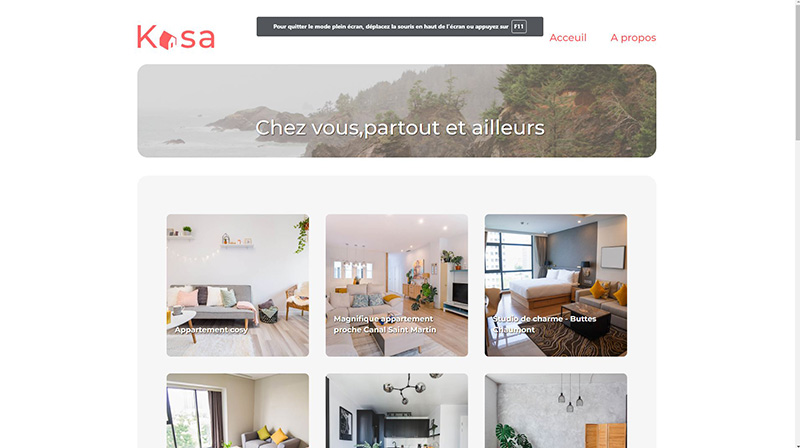 Pour quitter le mode plein écran, déplacez la souris en haut de l'écran ou appuyez sur F11
Kasa
Acceuil A propos
Chez vous,partout et ailleurs
Appartement cosy
Magnifique appartement
proche Canal Saint Martin
Studio de charme - Buttes
Chaumont